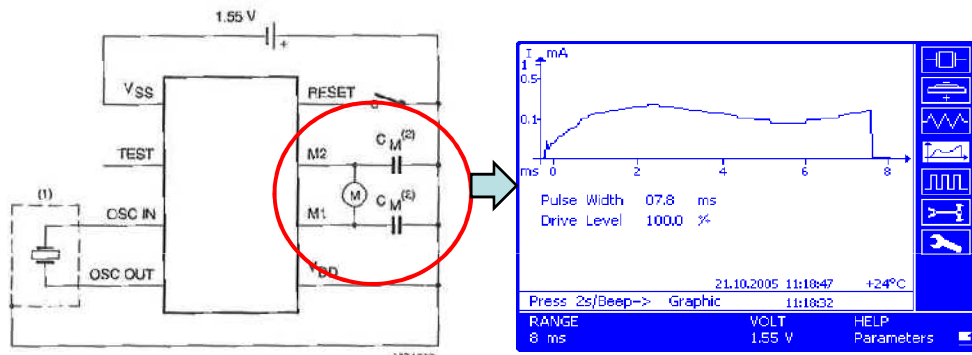 1.55 V
+
VSS
RESET
TEST
M2
C M (2)
M
(1)
OSC IN
M1
C M (2)
OSC OUT
VDD
I mA
1
0.5
0.1
ms 0 2 4 6 8
Pulse Width 07.8 ms
Drive Level 100.0 %
21.10.2005 11:18:47 +24°C
Press 2s/Beep-> Graphic 11:18:32
RANGE VOLT HELP
8 ms 1.55 V Parameters